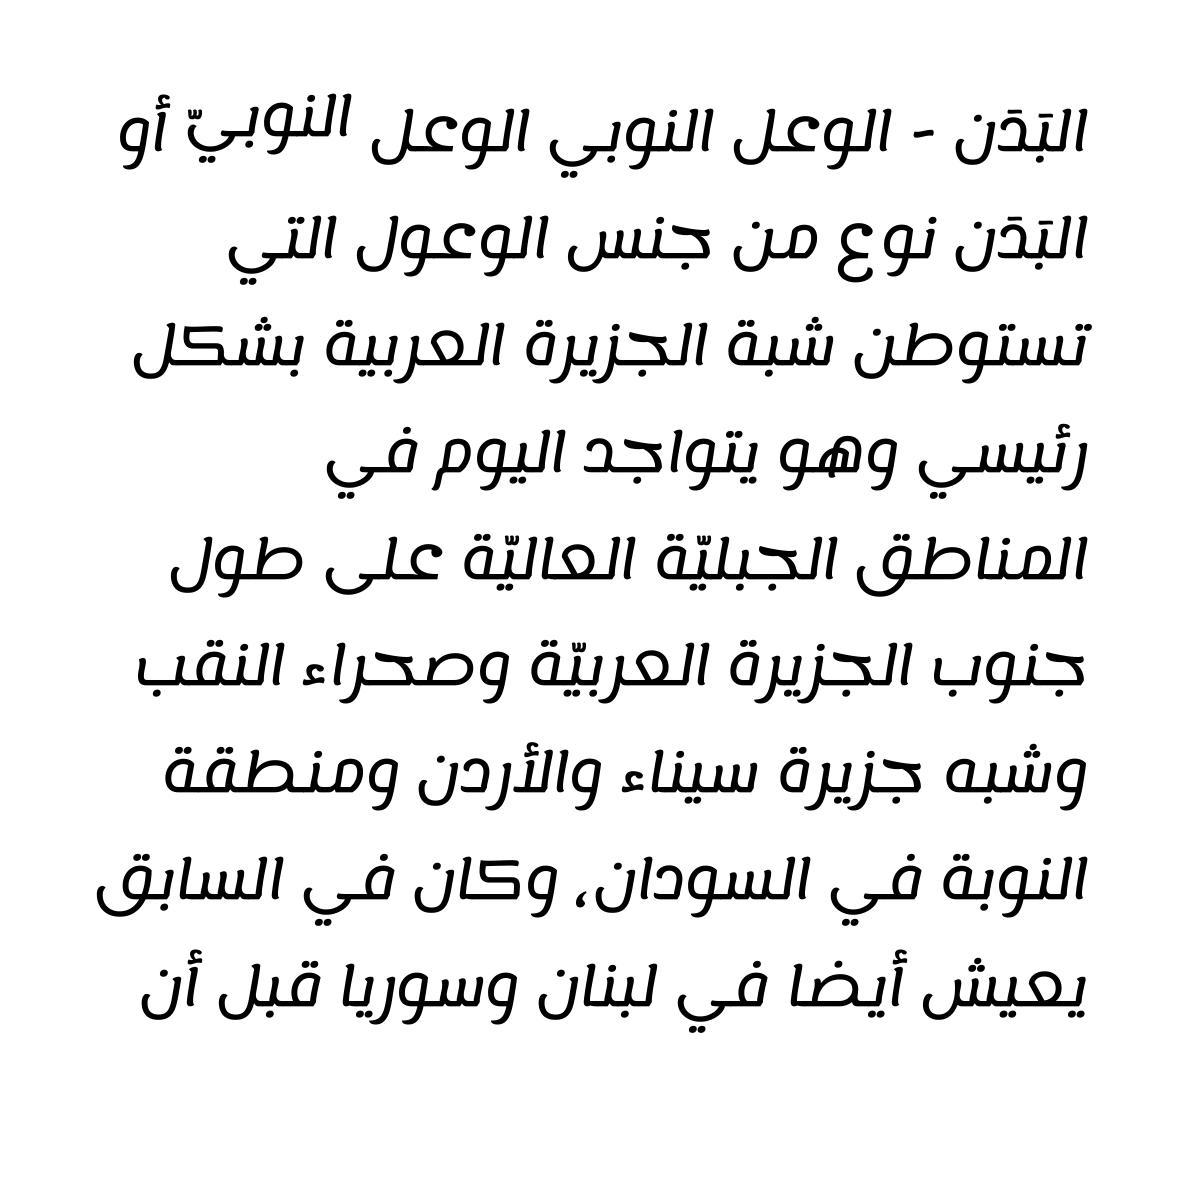 البَدَن - الوعل النوبي الوعل النوبيّ أو
البَدَن نوع من جنس الوعول التي
تستوطن شبة الجزيرة العربية بشكل
رئيسي وهو يتواجد اليوم في
المناطق الجبليّة العاليّة على طول
جنوب الجزيرة العربيّة وصحراء النقب
وشبه جزيرة سيناء والأردن ومنطقة
النوبة في السودان، وكان في السابق
يعيش أيضا في لبنان وسوريا قبل أن